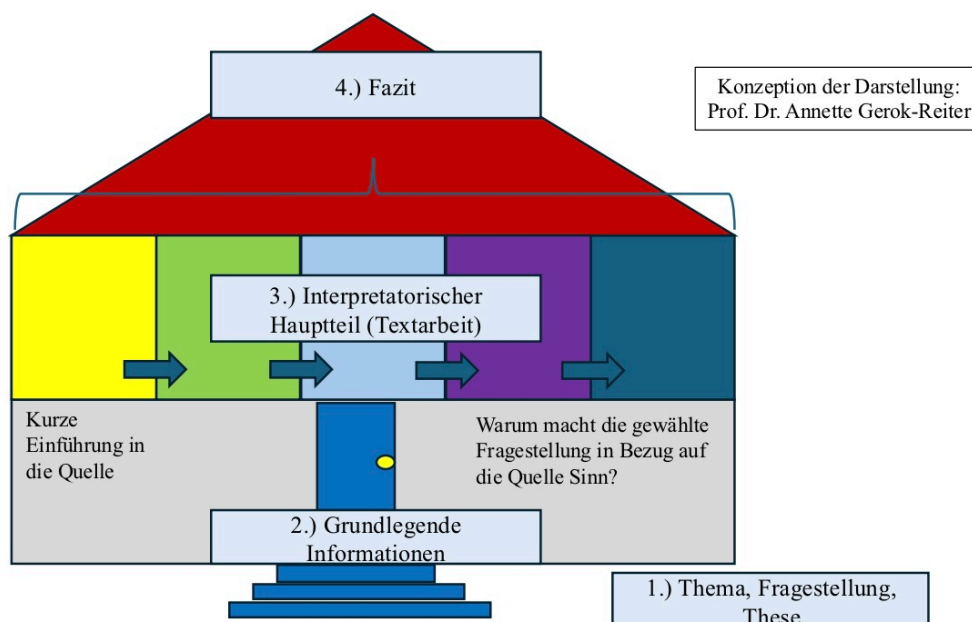 4.) Fazit
Konzeption der Darstellung:
Prof. Dr. Annette Gerok-Reiter
3.) Interpretatorischer
Hauptteil (Textarbeit)
Kurze
Einführung in
die Quelle
Warum macht die gewählte
Fragestellung in Bezug auf
die Quelle Sinn?
2.) Grundlegende
Informationen
1.) Thema, Fragestellung,
These